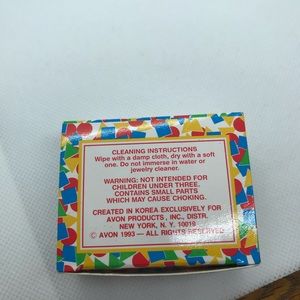 CLEANING INSTRUCTIONS
Wipe with a damp cloth, dry with a soft
one. Do not immerse in water or
jewelry cleaner.
WARNING: NOT INTENDED FOR
CHILDREN UNDER THREE.
CONTAINS SMALL PARTS
WHICH MAY CAUSE CHOKING.
CREATED IN KOREA EXCLUSIVELY FOR
AVON PRODUCTS, INC., DISTR.
NEW YORK, N.Y. 10019
© AVON 1993 — ALL RIGHTS RESERVED